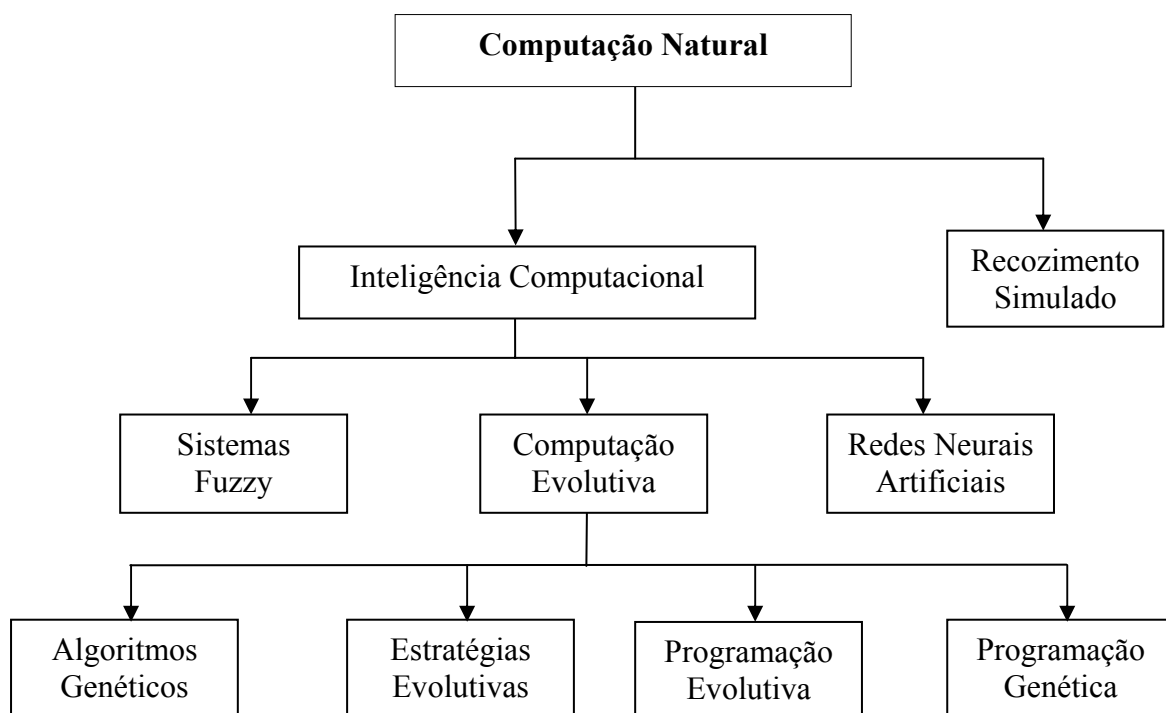 Computação Natural
Inteligência Computacional
Recozimento
Simulado
Sistemas
Fuzzy
Computação
Evolutiva
Redes Neurais
Artificiais
Algoritmos
Genéticos
Estratégias
Evolutivas
Programação
Evolutiva
Programação
Genética